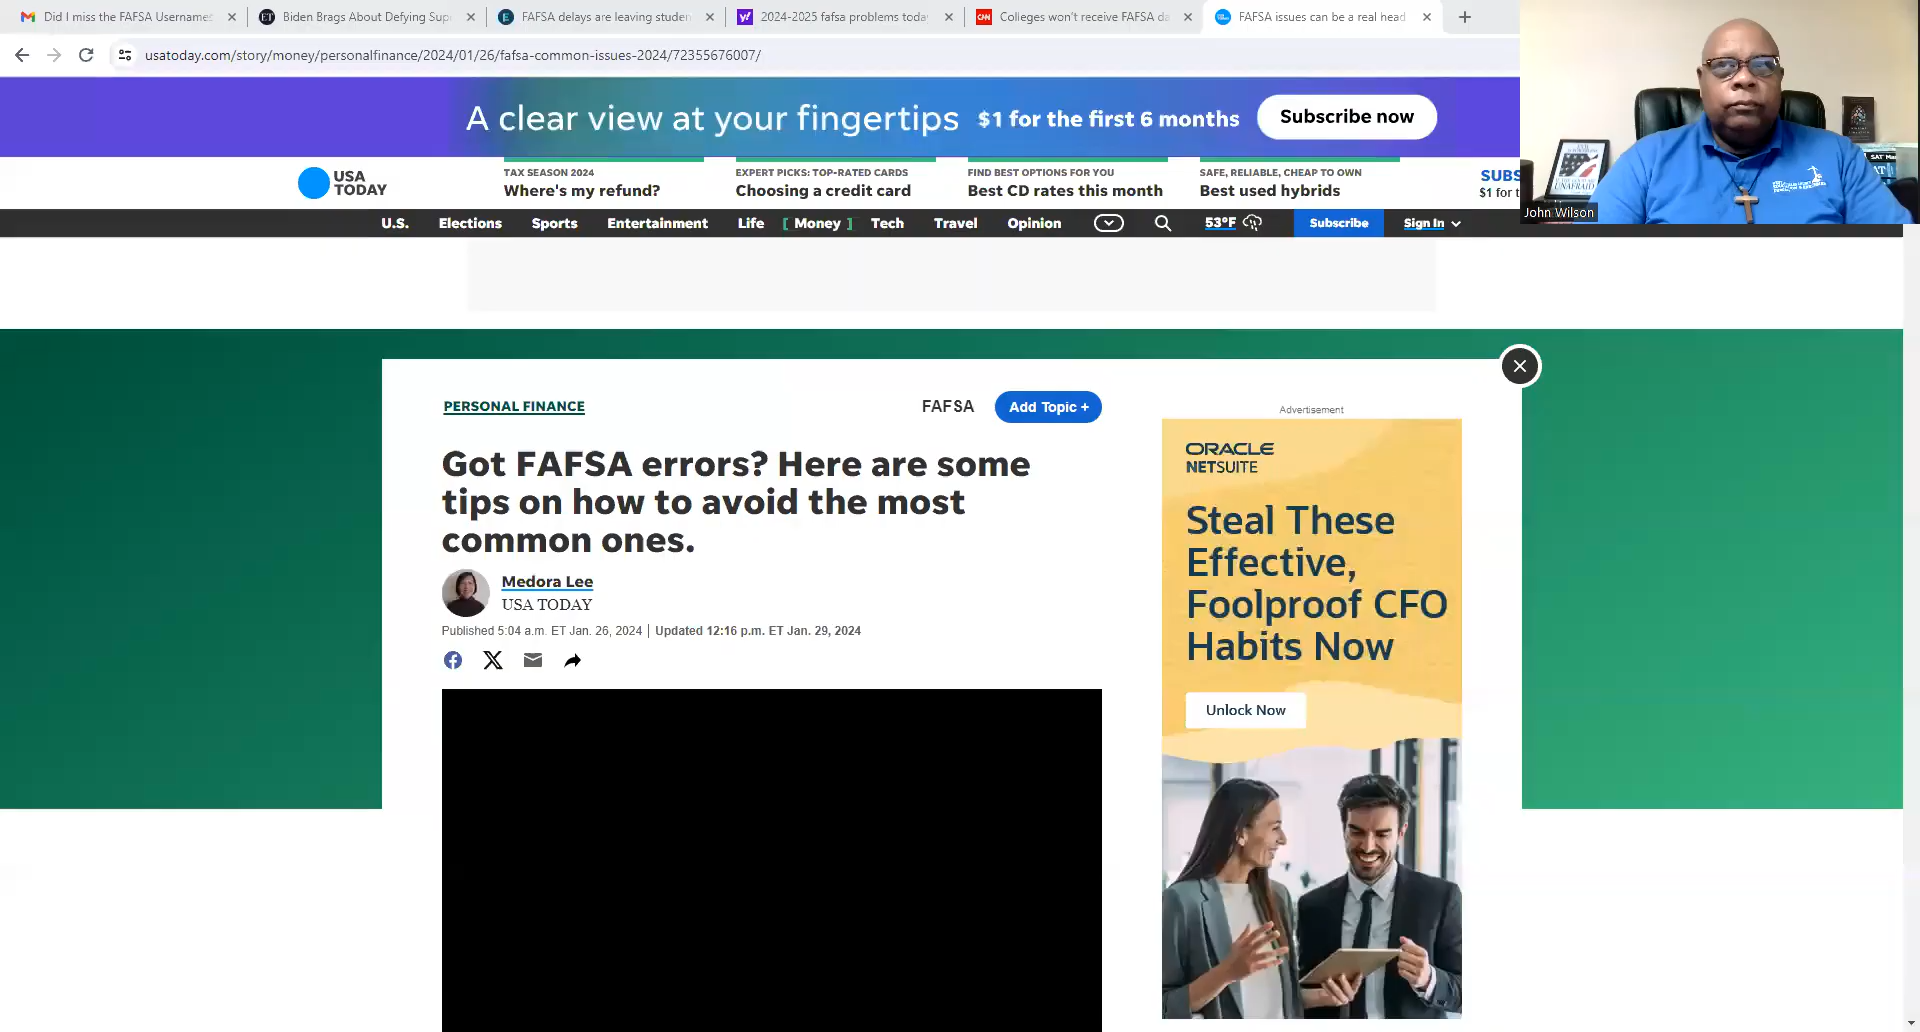 Did I miss the FAFSA Username
Biden Brags About Defying Sup
FAFSA delays are leaving studen
2024-2025 fafsa problems toda
Colleges won't receive FAFSA da
FAFSA issues can be a real head
usatoday.com/story/money/personalfinance/2024/01/26/fafsa-common-issues-2024/72355676007/
A clear view at your fingertips $1 for the first 6 months Subscribe now
USA
TODAY
TAX SEASON 2024
Where's my refund?
EXPERT PICKS: TOP-RATED CARDS
Choosing a credit card
FIND BEST OPTIONS FOR YOU
Best CD rates this month
SAFE, RELIABLE, CHEAP TO OWN
Best used hybrids
SUBS
$1 for t
John Wilson
U.S. Elections Sports Entertainment Life [ Money ] Tech Travel Opinion 53°F Subscribe Sign In
PERSONAL FINANCE
FAFSA Add Topic +
Got FAFSA errors? Here are some
tips on how to avoid the most
common ones.
Medora Lee
USA TODAY
Published 5:04 a.m. ET Jan. 26, 2024 | Updated 12:16 p.m. ET Jan. 29, 2024
Advertisement
ORACLE
NETSUITE
Steal These
Effective,
Foolproof CFO
Habits Now
Unlock Now
UNAFRAID